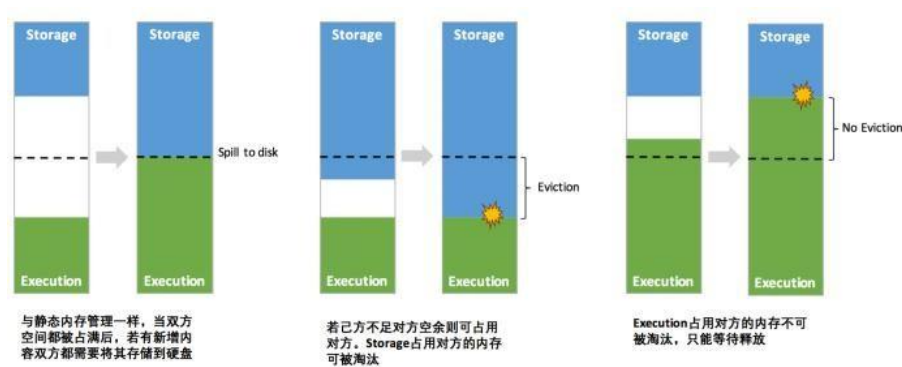 Storage
Storage
Spill to disk
Execution
Execution
与静态内存管理一样，当双方
空间都被占满后，若有新增内
容双方都需要将其存储到硬盘
Storage
Storage
Eviction
Execution
Execution
若己方不足对方空余则可占用
对方。Storage占用对方的内存
可被淘汰
Storage
Storage
No Eviction
Execution
Execution
Execution占用对方的内存不可
被淘汰，只能等待释放